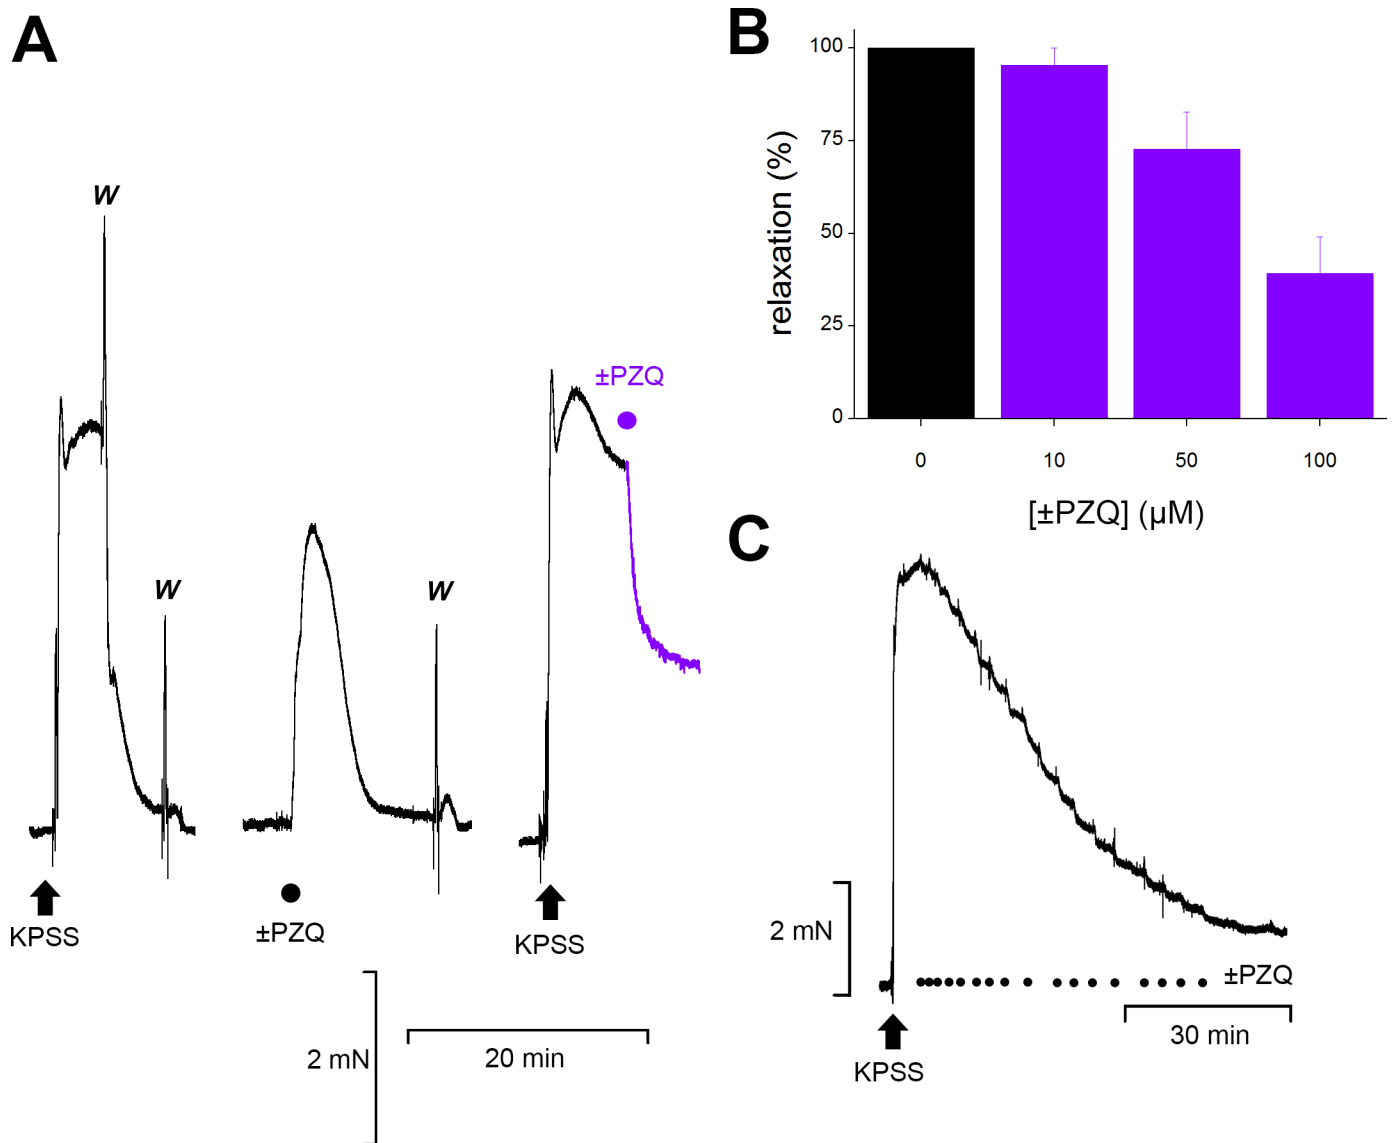 A
W
W
W
±PZQ
KPSS
±PZQ
KPSS
2 mN
20 min
B
relaxation (%)
100
75
50
25
0
0 10 50 100
[±PZQ] (µM)
C
2 mN
±PZQ
30 min
KPSS